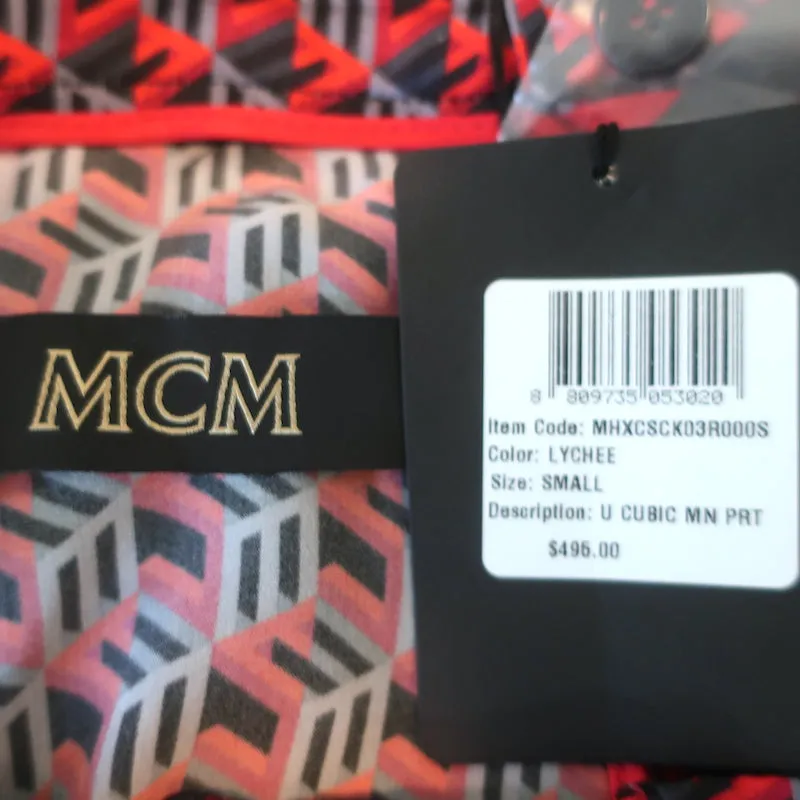 MCM
8 809735 053020
Item Code: MHXCSCK03R000S
Color: LYCHEE
Size: SMALL
Description: U CUBIC MN PRT
$495.00